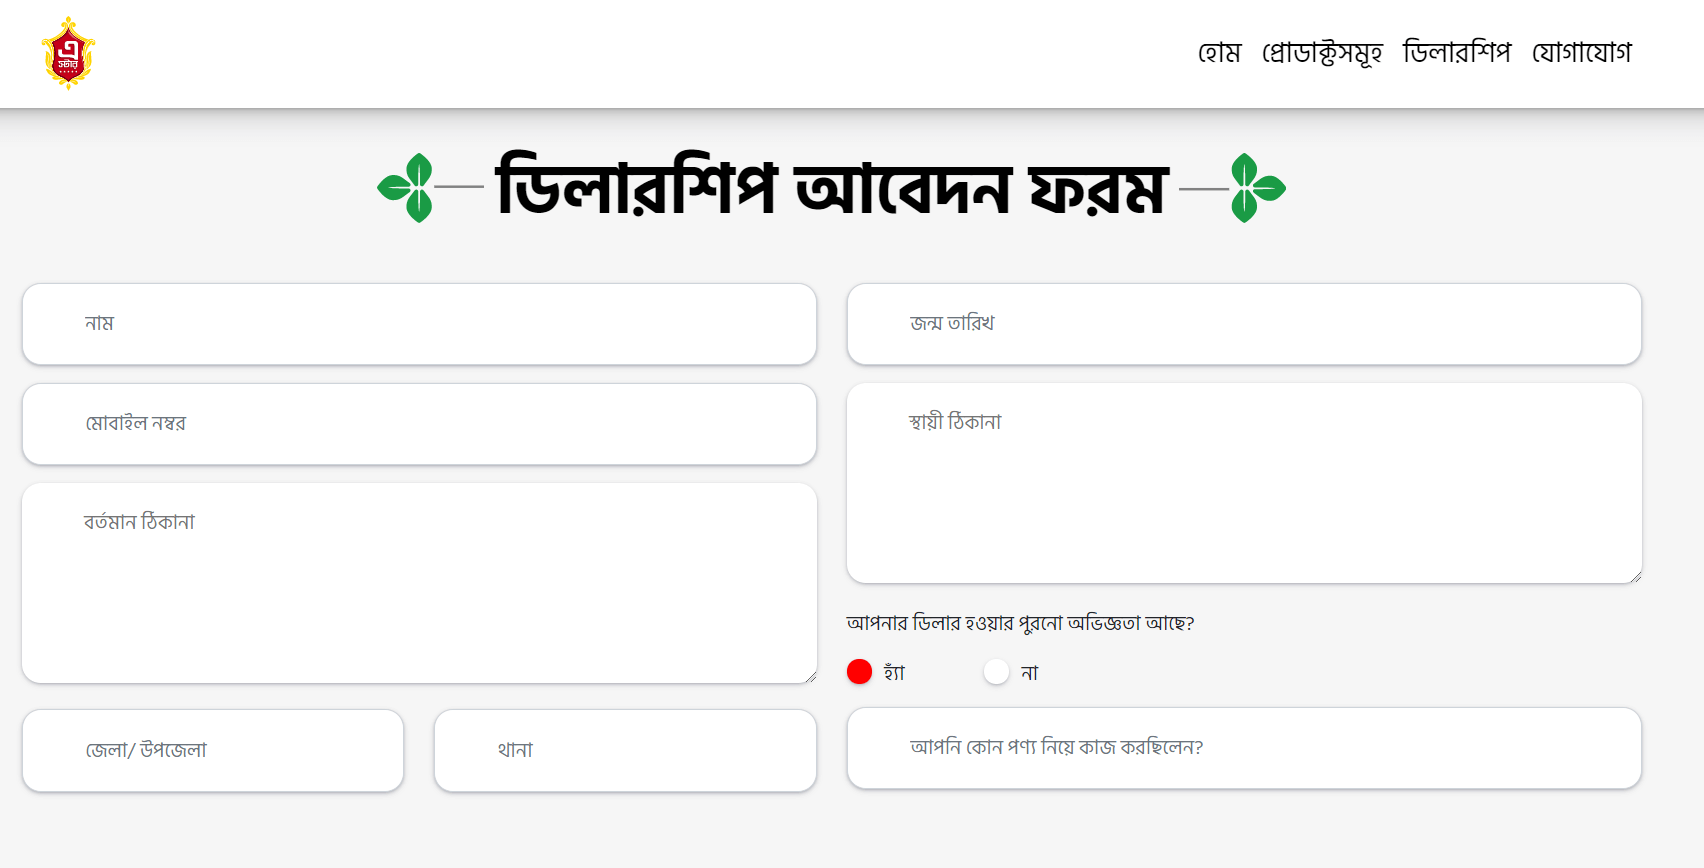 এ
স্টার
হোম প্রোডাক্টসমূহ ডিলারশিপ যোগাযোগ
ডিলারশিপ আবেদন ফরম
নাম
জন্ম তারিখ
মোবাইল নম্বর
স্থায়ী ঠিকানা
বর্তমান ঠিকানা
আপনার ডিলার হওয়ার পুরনো অভিজ্ঞতা আছে?
হ্যাঁ না
জেলা/ উপজেলা
থানা
আপনি কোন পণ্য নিয়ে কাজ করছিলেন?